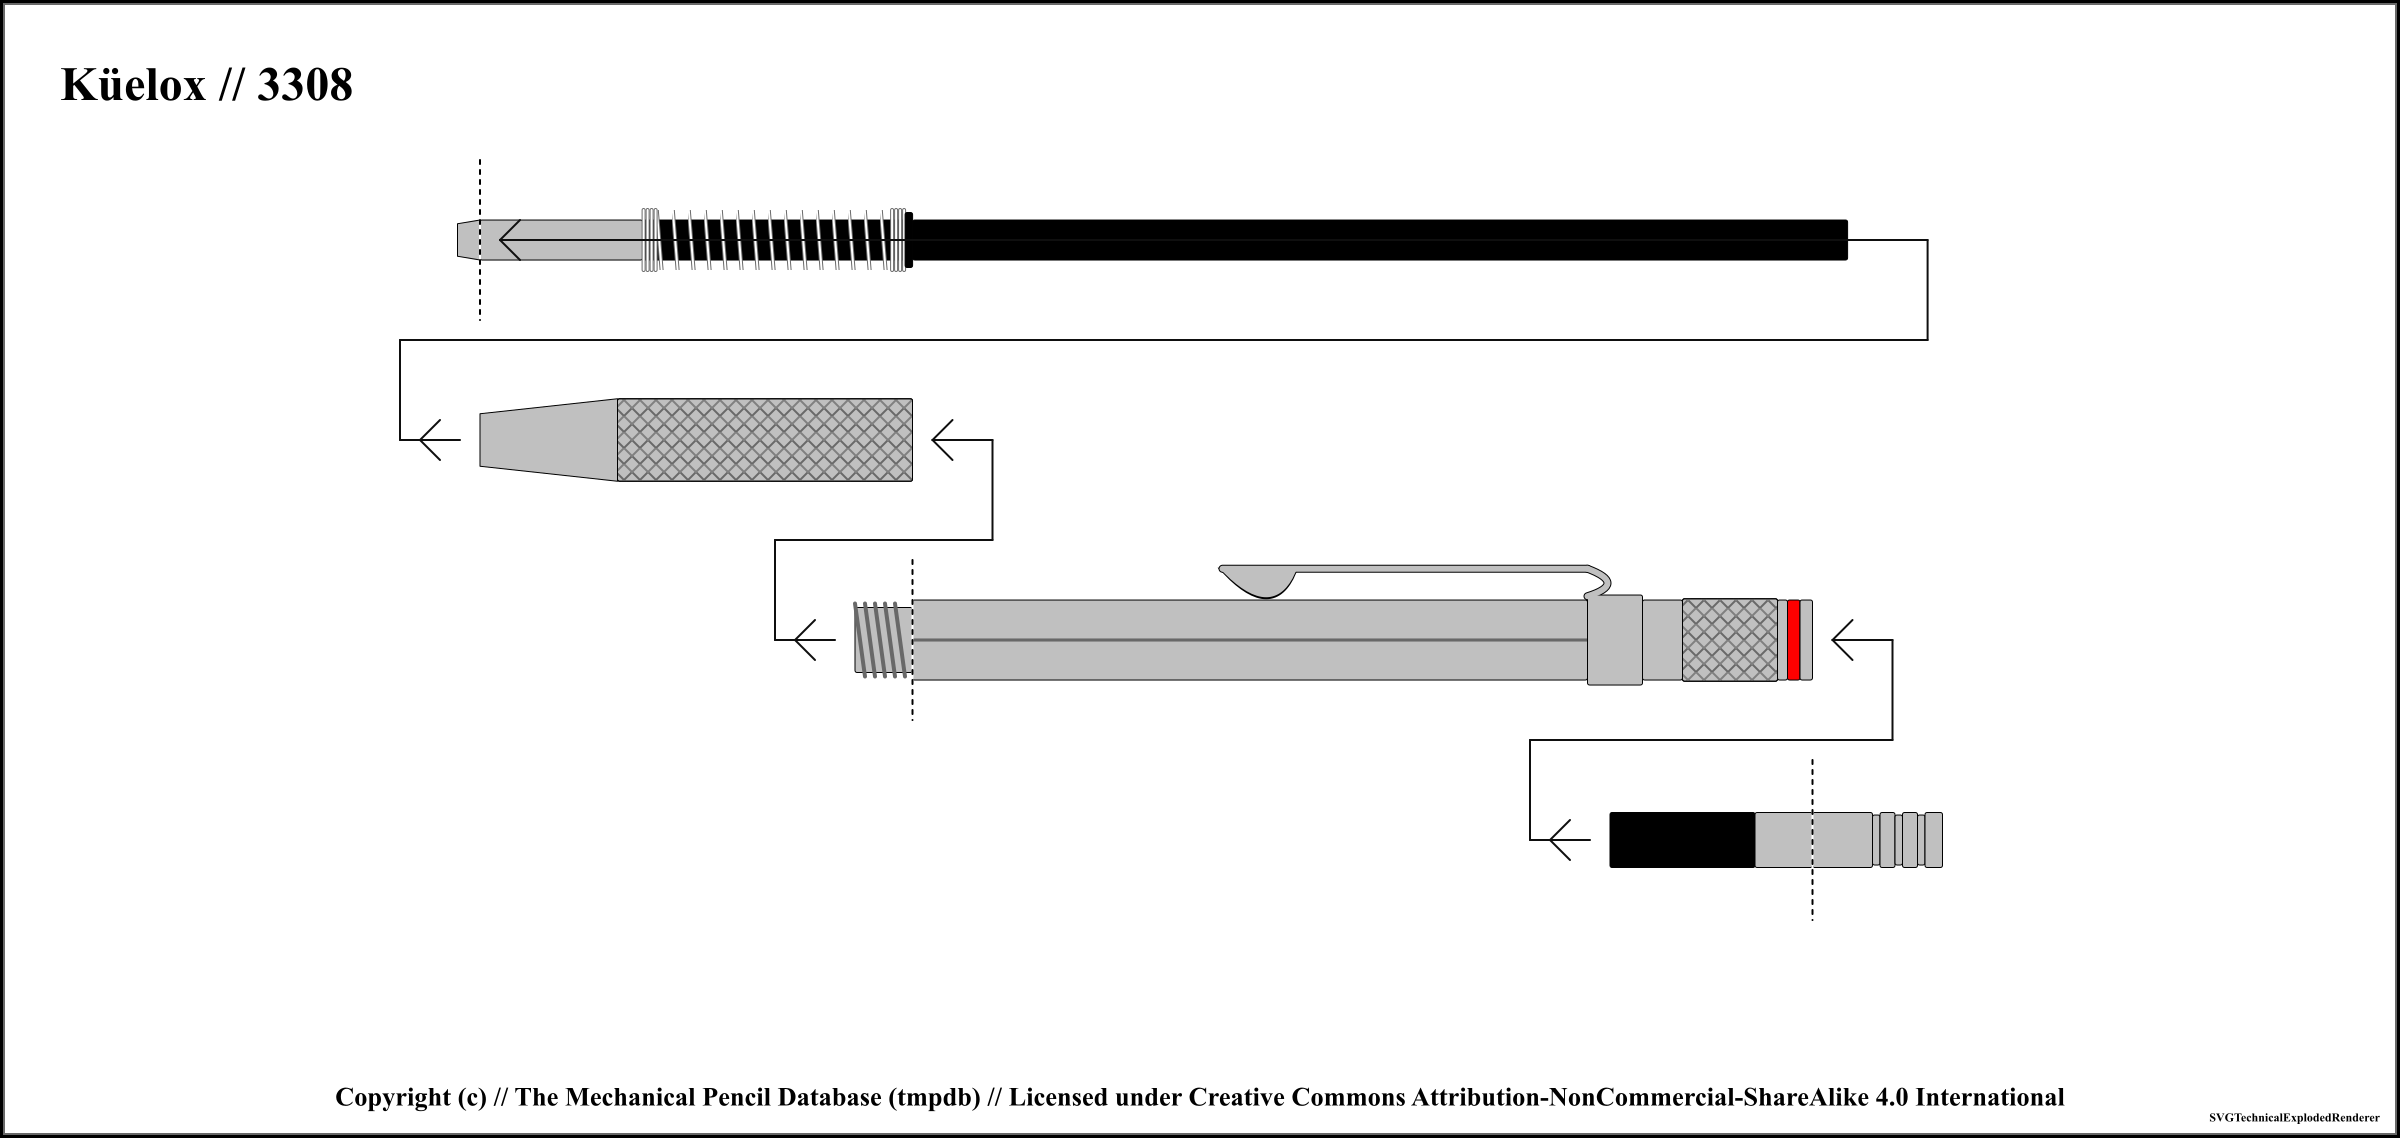 Küelox // 3308
Copyright (c) // The Mechanical Pencil Database (tmpdb) // Licensed under Creative Commons Attribution-NonCommercial-ShareAlike 4.0 International
SVGTechnicalExplodedRenderer